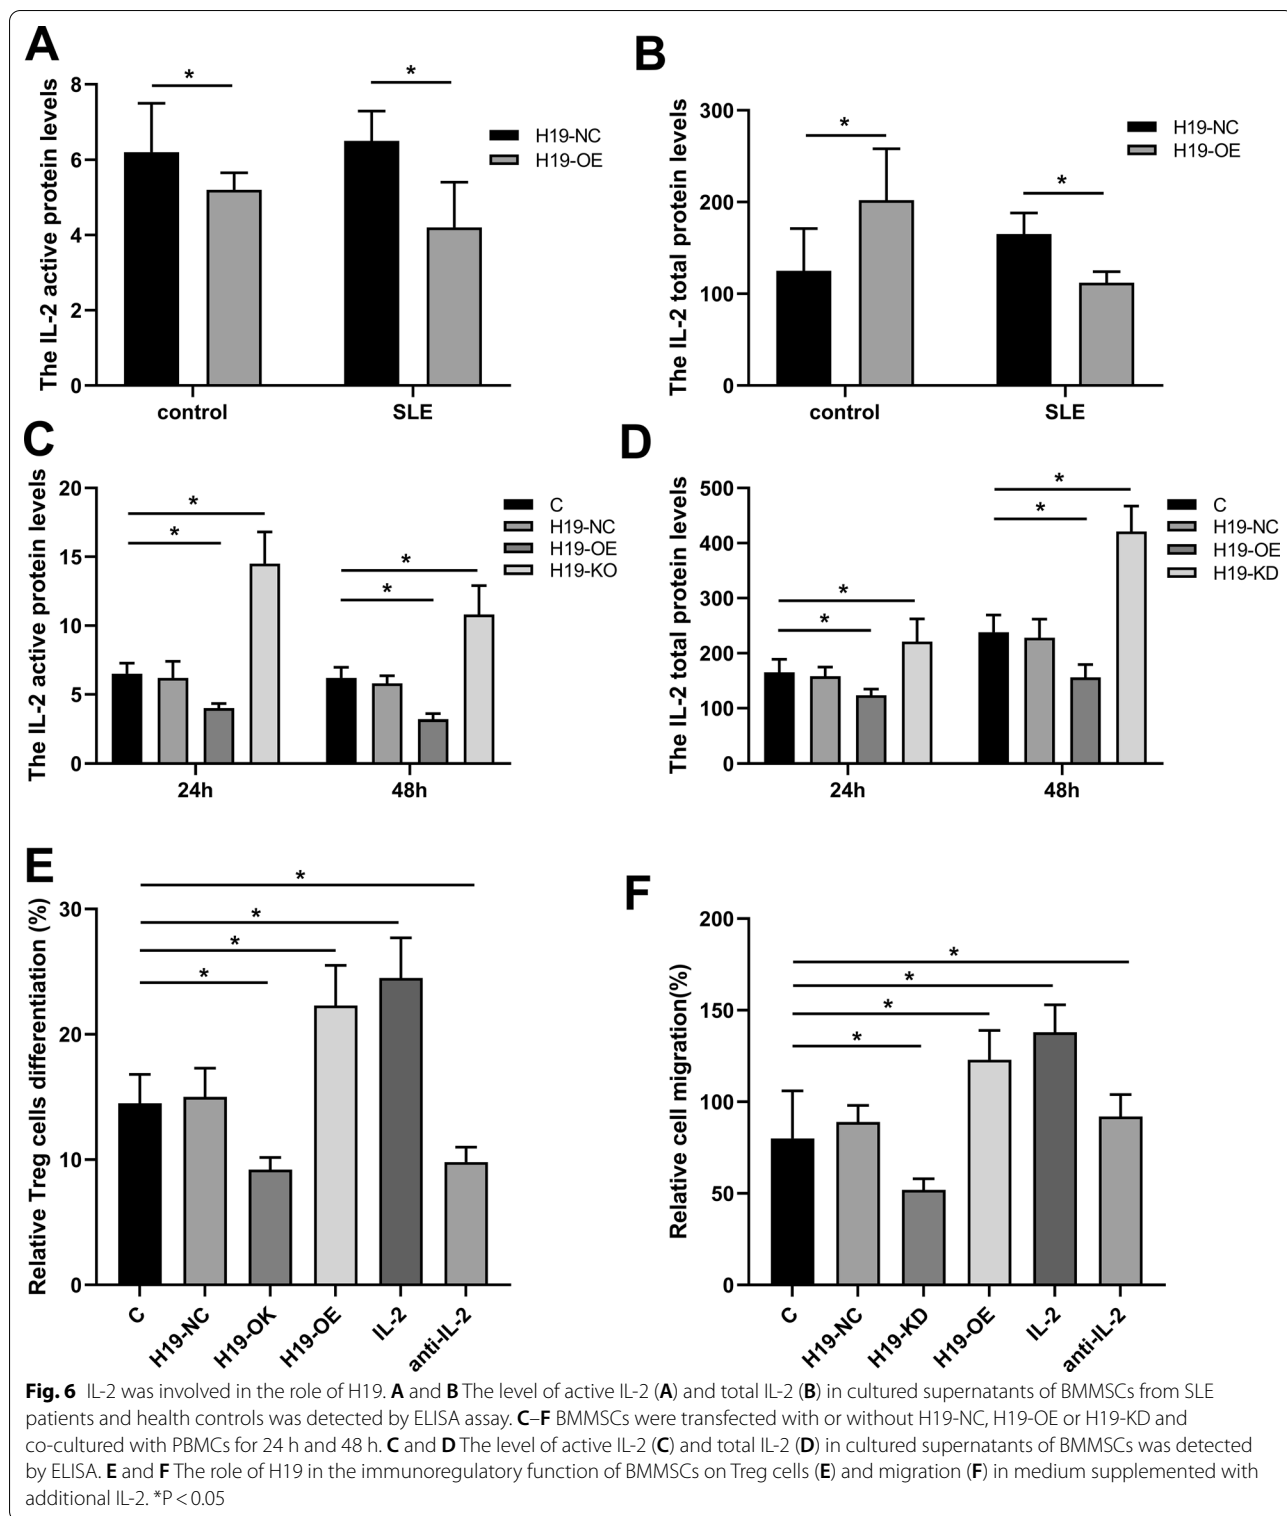 A
The IL-2 active protein levels
8
6
4
2
0
*
*
control
SLE
H19-NC
H19-OE
B
The IL-2 total protein levels
300
200
100
0
*
*
control
SLE
H19-NC
H19-OE
C
The IL-2 active protein levels
20
15
10
5
0
*
*
*
*
24h
48h
C
H19-NC
H19-OE
H19-KO
D
The IL-2 total protein levels
500
400
300
200
100
0
*
*
*
*
24h
48h
C
H19-NC
H19-OE
H19-KD
E
Relative Treg cells differentiation (%)
30
20
10
0
*
*
*
*
C
H19-NC
H19-OK
H19-OE
IL-2
anti-IL-2
F
Relative cell migration(%)
200
150
100
50
0
*
*
*
*
C
H19-NC
H19-KD
H19-OE
IL-2
anti-IL-2
Fig. 6 IL-2 was involved in the role of H19. A and B The level of active IL-2 (A) and total IL-2 (B) in cultured supernatants of BMMSCs from SLE
patients and health controls was detected by ELISA assay. C–F BMMSCs were transfected with or without H19-NC, H19-OE or H19-KD and
co-cultured with PBMCs for 24 h and 48 h. C and D The level of active IL-2 (C) and total IL-2 (D) in cultured supernatants of BMMSCs was detected
by ELISA. E and F The role of H19 in the immunoregulatory function of BMMSCs on Treg cells (E) and migration (F) in medium supplemented with
additional IL-2. *P < 0.05